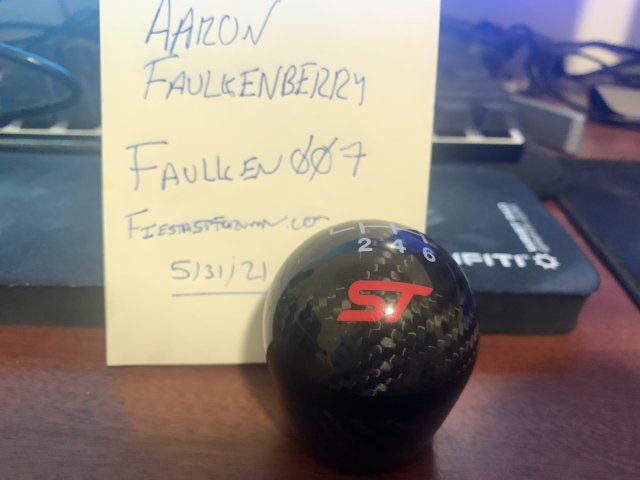 AARON
FAULKENBERRY
FAULKEN007
FIESTASTFORUM.COM
5/31/21
2 4 6
ST